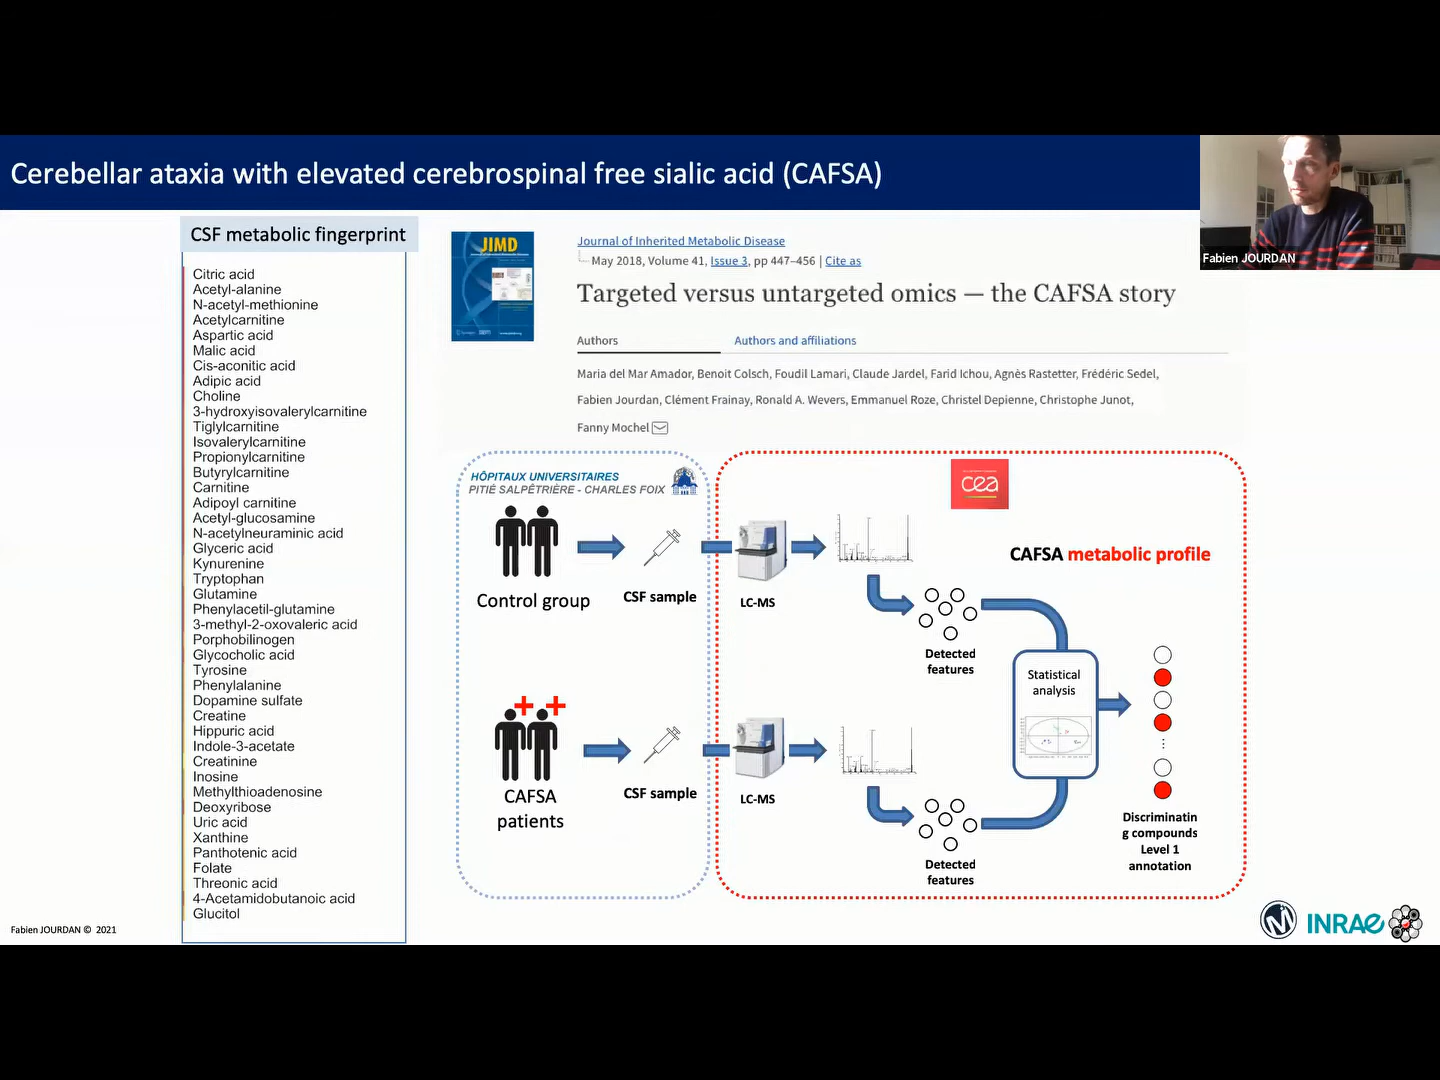 Cerebellar ataxia with elevated cerebrospinal free sialic acid (CAFSA)
Fabien JOURDAN
CSF metabolic fingerprint
Citric acid
Acetyl-alanine
N-acetyl-methionine
Acetylcarnitine
Aspartic acid
Malic acid
Cis-aconitic acid
Adipic acid
Choline
3-hydroxyisovalerylcarnitine
Tiglylcarnitine
Isovalerylcarnitine
Propionylcarnitine
Butyrylcarnitine
Carnitine
Adipoyl carnitine
Acetyl-glucosamine
N-acetylneuraminic acid
Glyceric acid
Kynurenine
Tryptophan
Glutamine
Phenylacetil-glutamine
3-methyl-2-oxovaleric acid
Porphobilinogen
Glycocholic acid
Tyrosine
Phenylalanine
Dopamine sulfate
Creatine
Hippuric acid
Indole-3-acetate
Creatinine
Inosine
Methylthioadenosine
Deoxyribose
Uric acid
Xanthine
Panthotenic acid
Folate
Threonic acid
4-Acetamidobutanoic acid
Glucitol
JIMD
Journal of Inherited Metabolic Disease
May 2018, Volume 41, Issue 3, pp 447–456 | Cite as
Targeted versus untargeted omics — the CAFSA story
Authors
Authors and affiliations
Maria del Mar Amador, Benoit Colsch, Foudil Lamari, Claude Jardel, Farid Ichou, Agnès Rastetter, Frédéric Sedel,
Fabien Jourdan, Clément Frainay, Ronald A. Wevers, Emmanuel Roze, Christel Depienne, Christophe Junot,
Fanny Mochel
HÔPITAUX UNIVERSITAIRES
PITIÉ SALPÊTRIÈRE - CHARLES FOIX
cea
CAFSA metabolic profile
Control group
CSF sample
LC-MS
Detected
features
Statistical
analysis
CAFSA
patients
CSF sample
LC-MS
Detected
features
Discriminatin
g compounds
Level 1
annotation
Fabien JOURDAN © 2021
M
INRAE